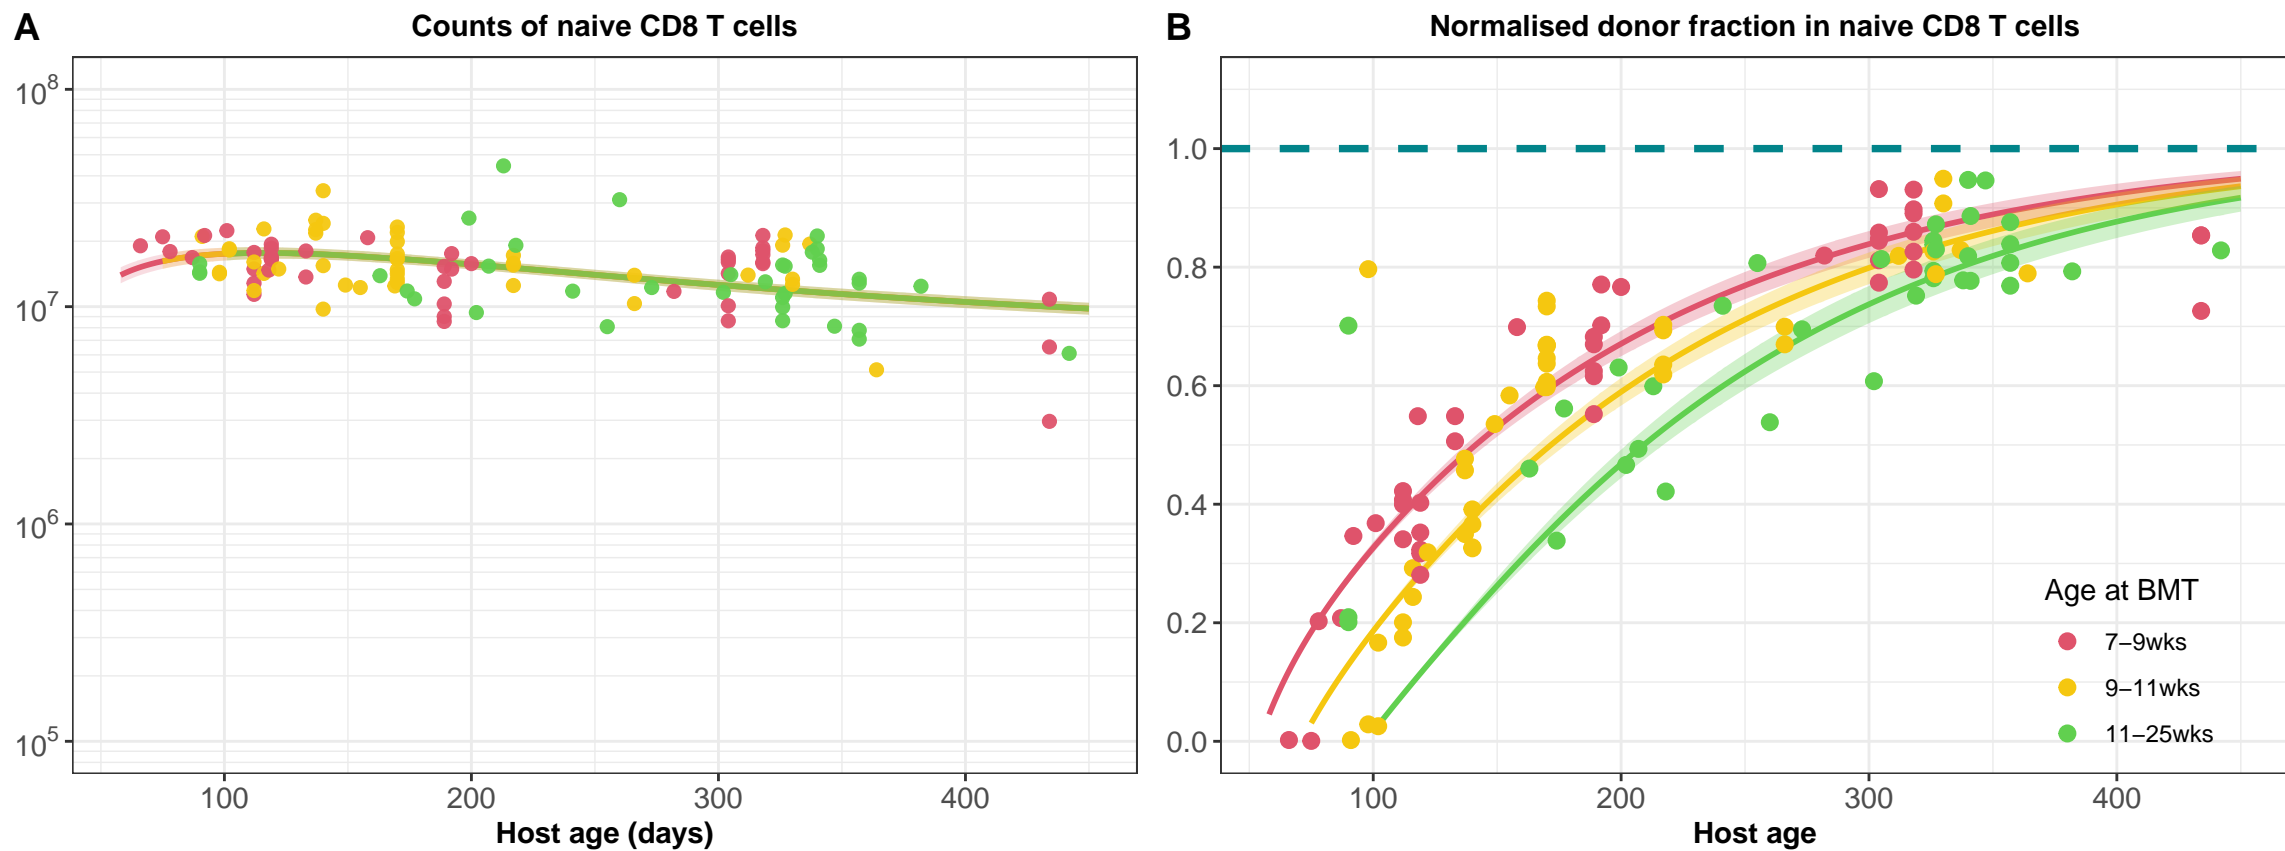 A
Counts of naive CD8 T cells
10^8
10^7
10^6
10^5
100 200 300 400
Host age (days)
B
Normalised donor fraction in naive CD8 T cells
1.0
0.8
0.6
0.4
0.2
0.0
Age at BMT
7–9wks
9–11wks
11–25wks
100 200 300 400
Host age